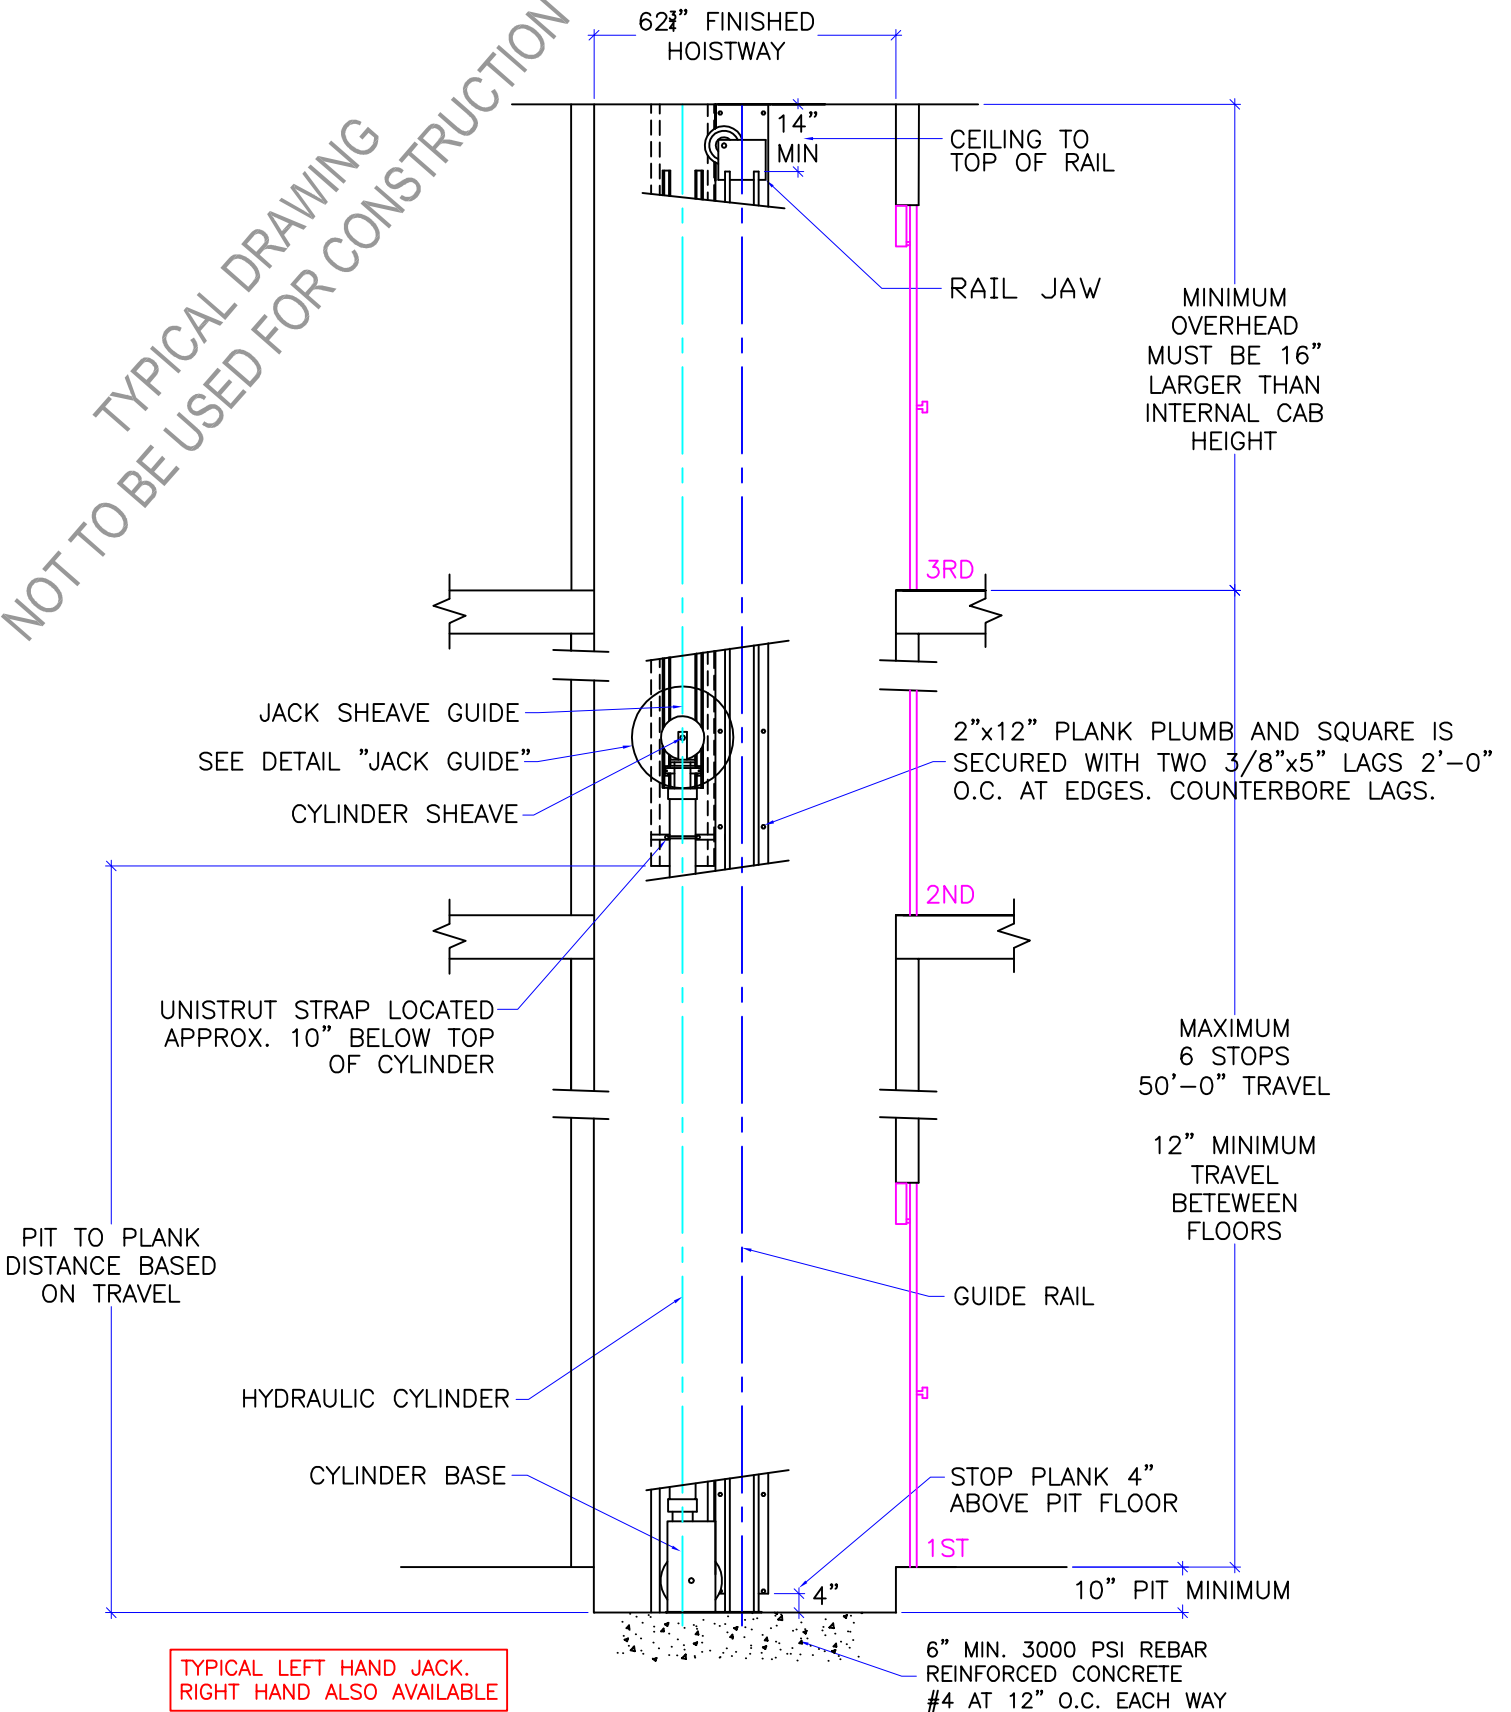 62¾” FINISHED
HOISTWAY
TYPICAL DRAWING
NOT TO BE USED FOR CONSTRUCTION
14”
MIN
CEILING TO
TOP OF RAIL
RAIL JAW
MINIMUM
OVERHEAD
MUST BE 16”
LARGER THAN
INTERNAL CAB
HEIGHT
3RD
JACK SHEAVE GUIDE
SEE DETAIL ”JACK GUIDE”
CYLINDER SHEAVE
2”x12” PLANK PLUMB AND SQUARE IS
SECURED WITH TWO 3/8”x5” LAGS 2’-0”
O.C. AT EDGES. COUNTERBORE LAGS.
2ND
UNISTRUT STRAP LOCATED
APPROX. 10” BELOW TOP
OF CYLINDER
MAXIMUM
6 STOPS
50’-0” TRAVEL
12” MINIMUM
TRAVEL
BETEWEEN
FLOORS
PIT TO PLANK
DISTANCE BASED
ON TRAVEL
GUIDE RAIL
HYDRAULIC CYLINDER
CYLINDER BASE
STOP PLANK 4”
ABOVE PIT FLOOR
1ST
4”
10” PIT MINIMUM
6” MIN. 3000 PSI REBAR
REINFORCED CONCRETE
#4 AT 12” O.C. EACH WAY
TYPICAL LEFT HAND JACK.
RIGHT HAND ALSO AVAILABLE